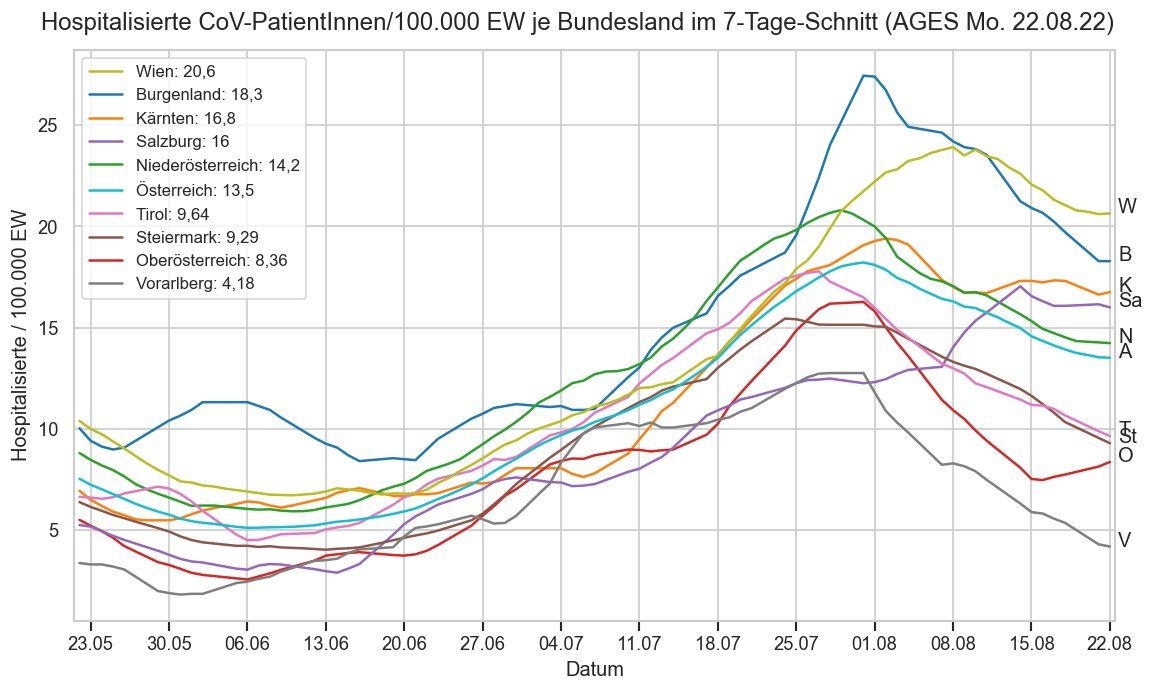 Hospitalisierte CoV-PatientInnen/100.000 EW je Bundesland im 7-Tage-Schnitt (AGES Mo. 22.08.22)
Wien: 20,6
Burgenland: 18,3
Kärnten: 16,8
Salzburg: 16
Niederösterreich: 14,2
Österreich: 13,5
Tirol: 9,64
Steiermark: 9,29
Oberösterreich: 8,36
Vorarlberg: 4,18
Hospitalisierte / 100.000 EW
25
20
15
10
5
W
B
K
Sa
N
A
T
St
O
V
23.05 30.05 06.06 13.06 20.06 27.06 04.07 11.07 18.07 25.07 01.08 08.08 15.08 22.08
Datum